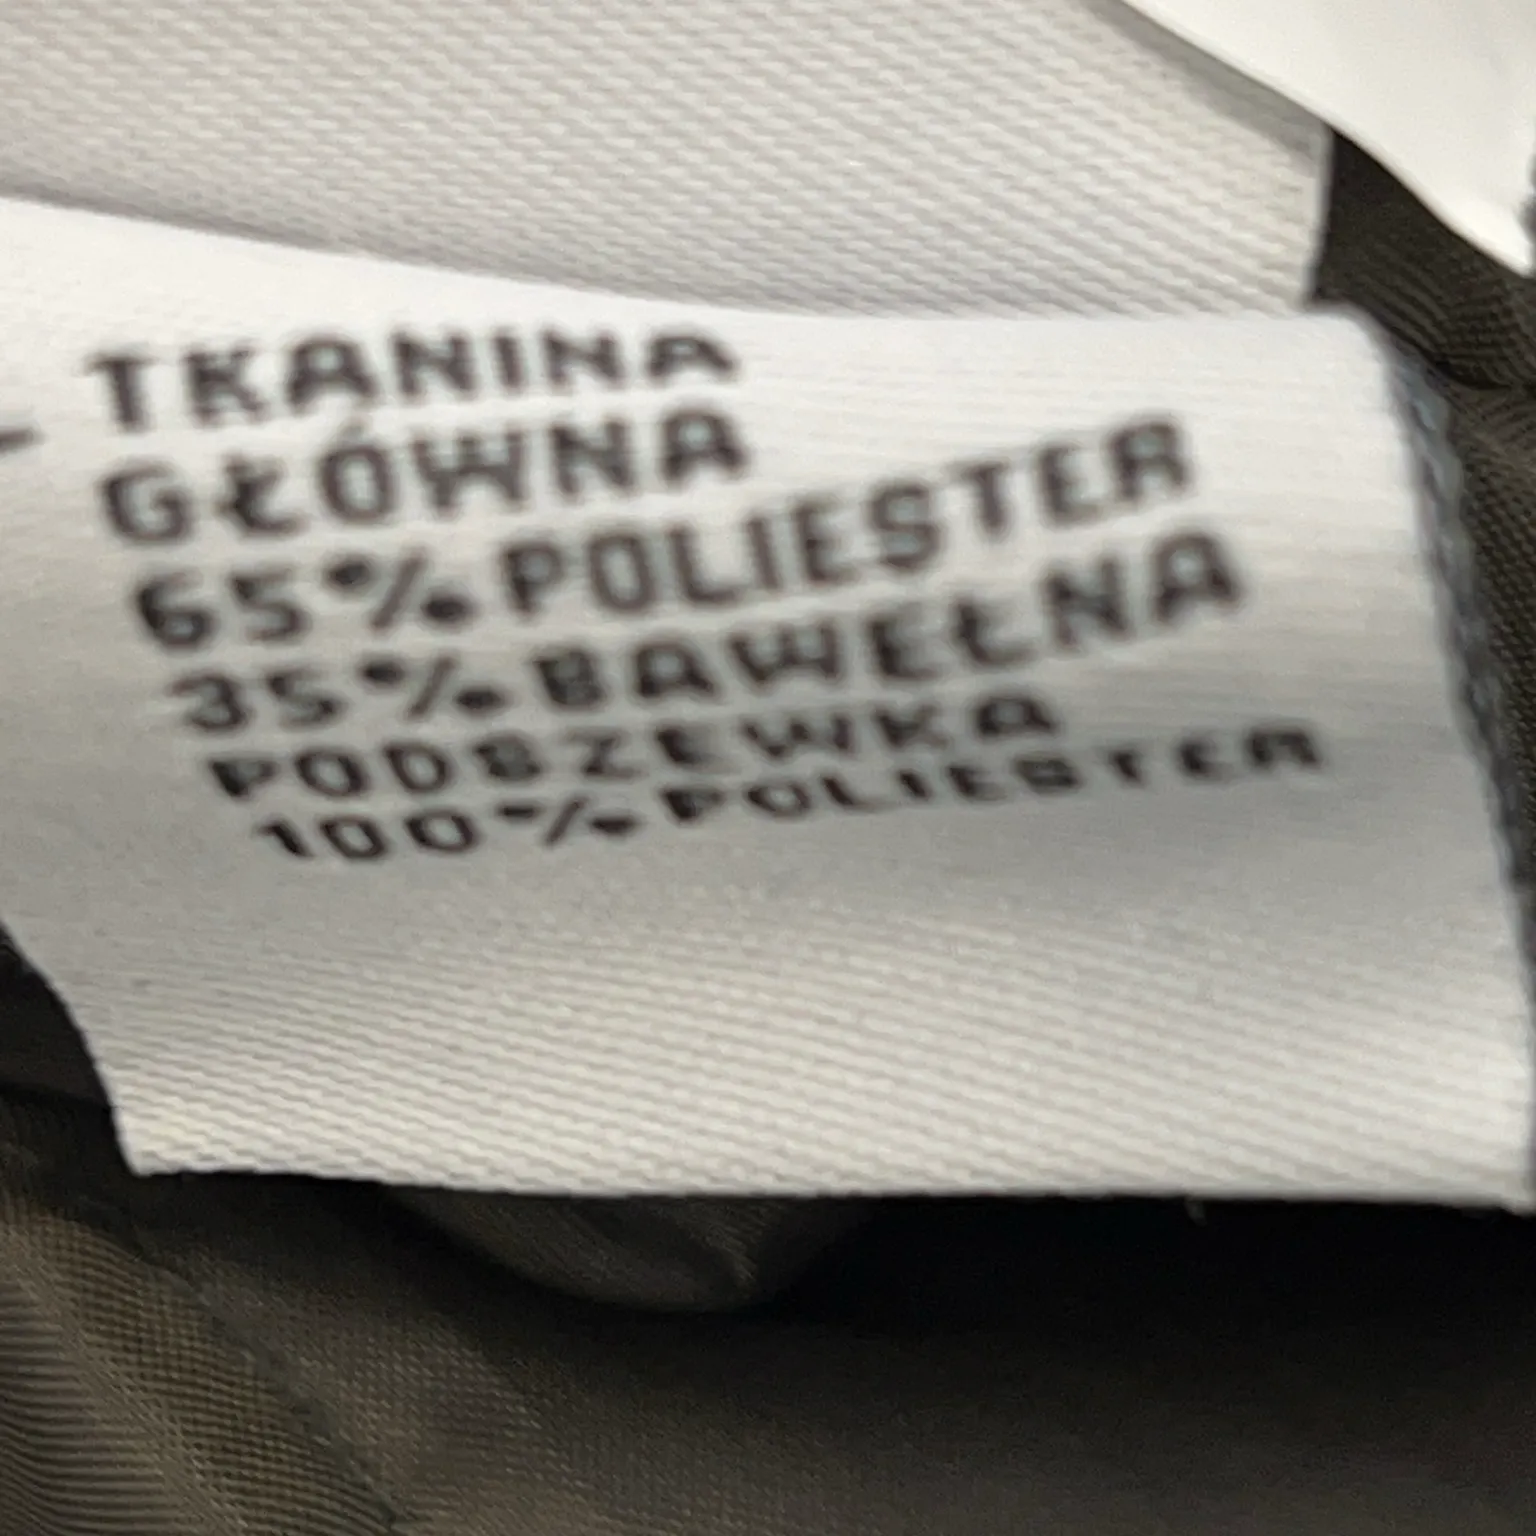 TKANINA
GŁÓWNA
65% POLIESTER
35% BAWEŁNA
PODSZEWKA
100% POLIESTER